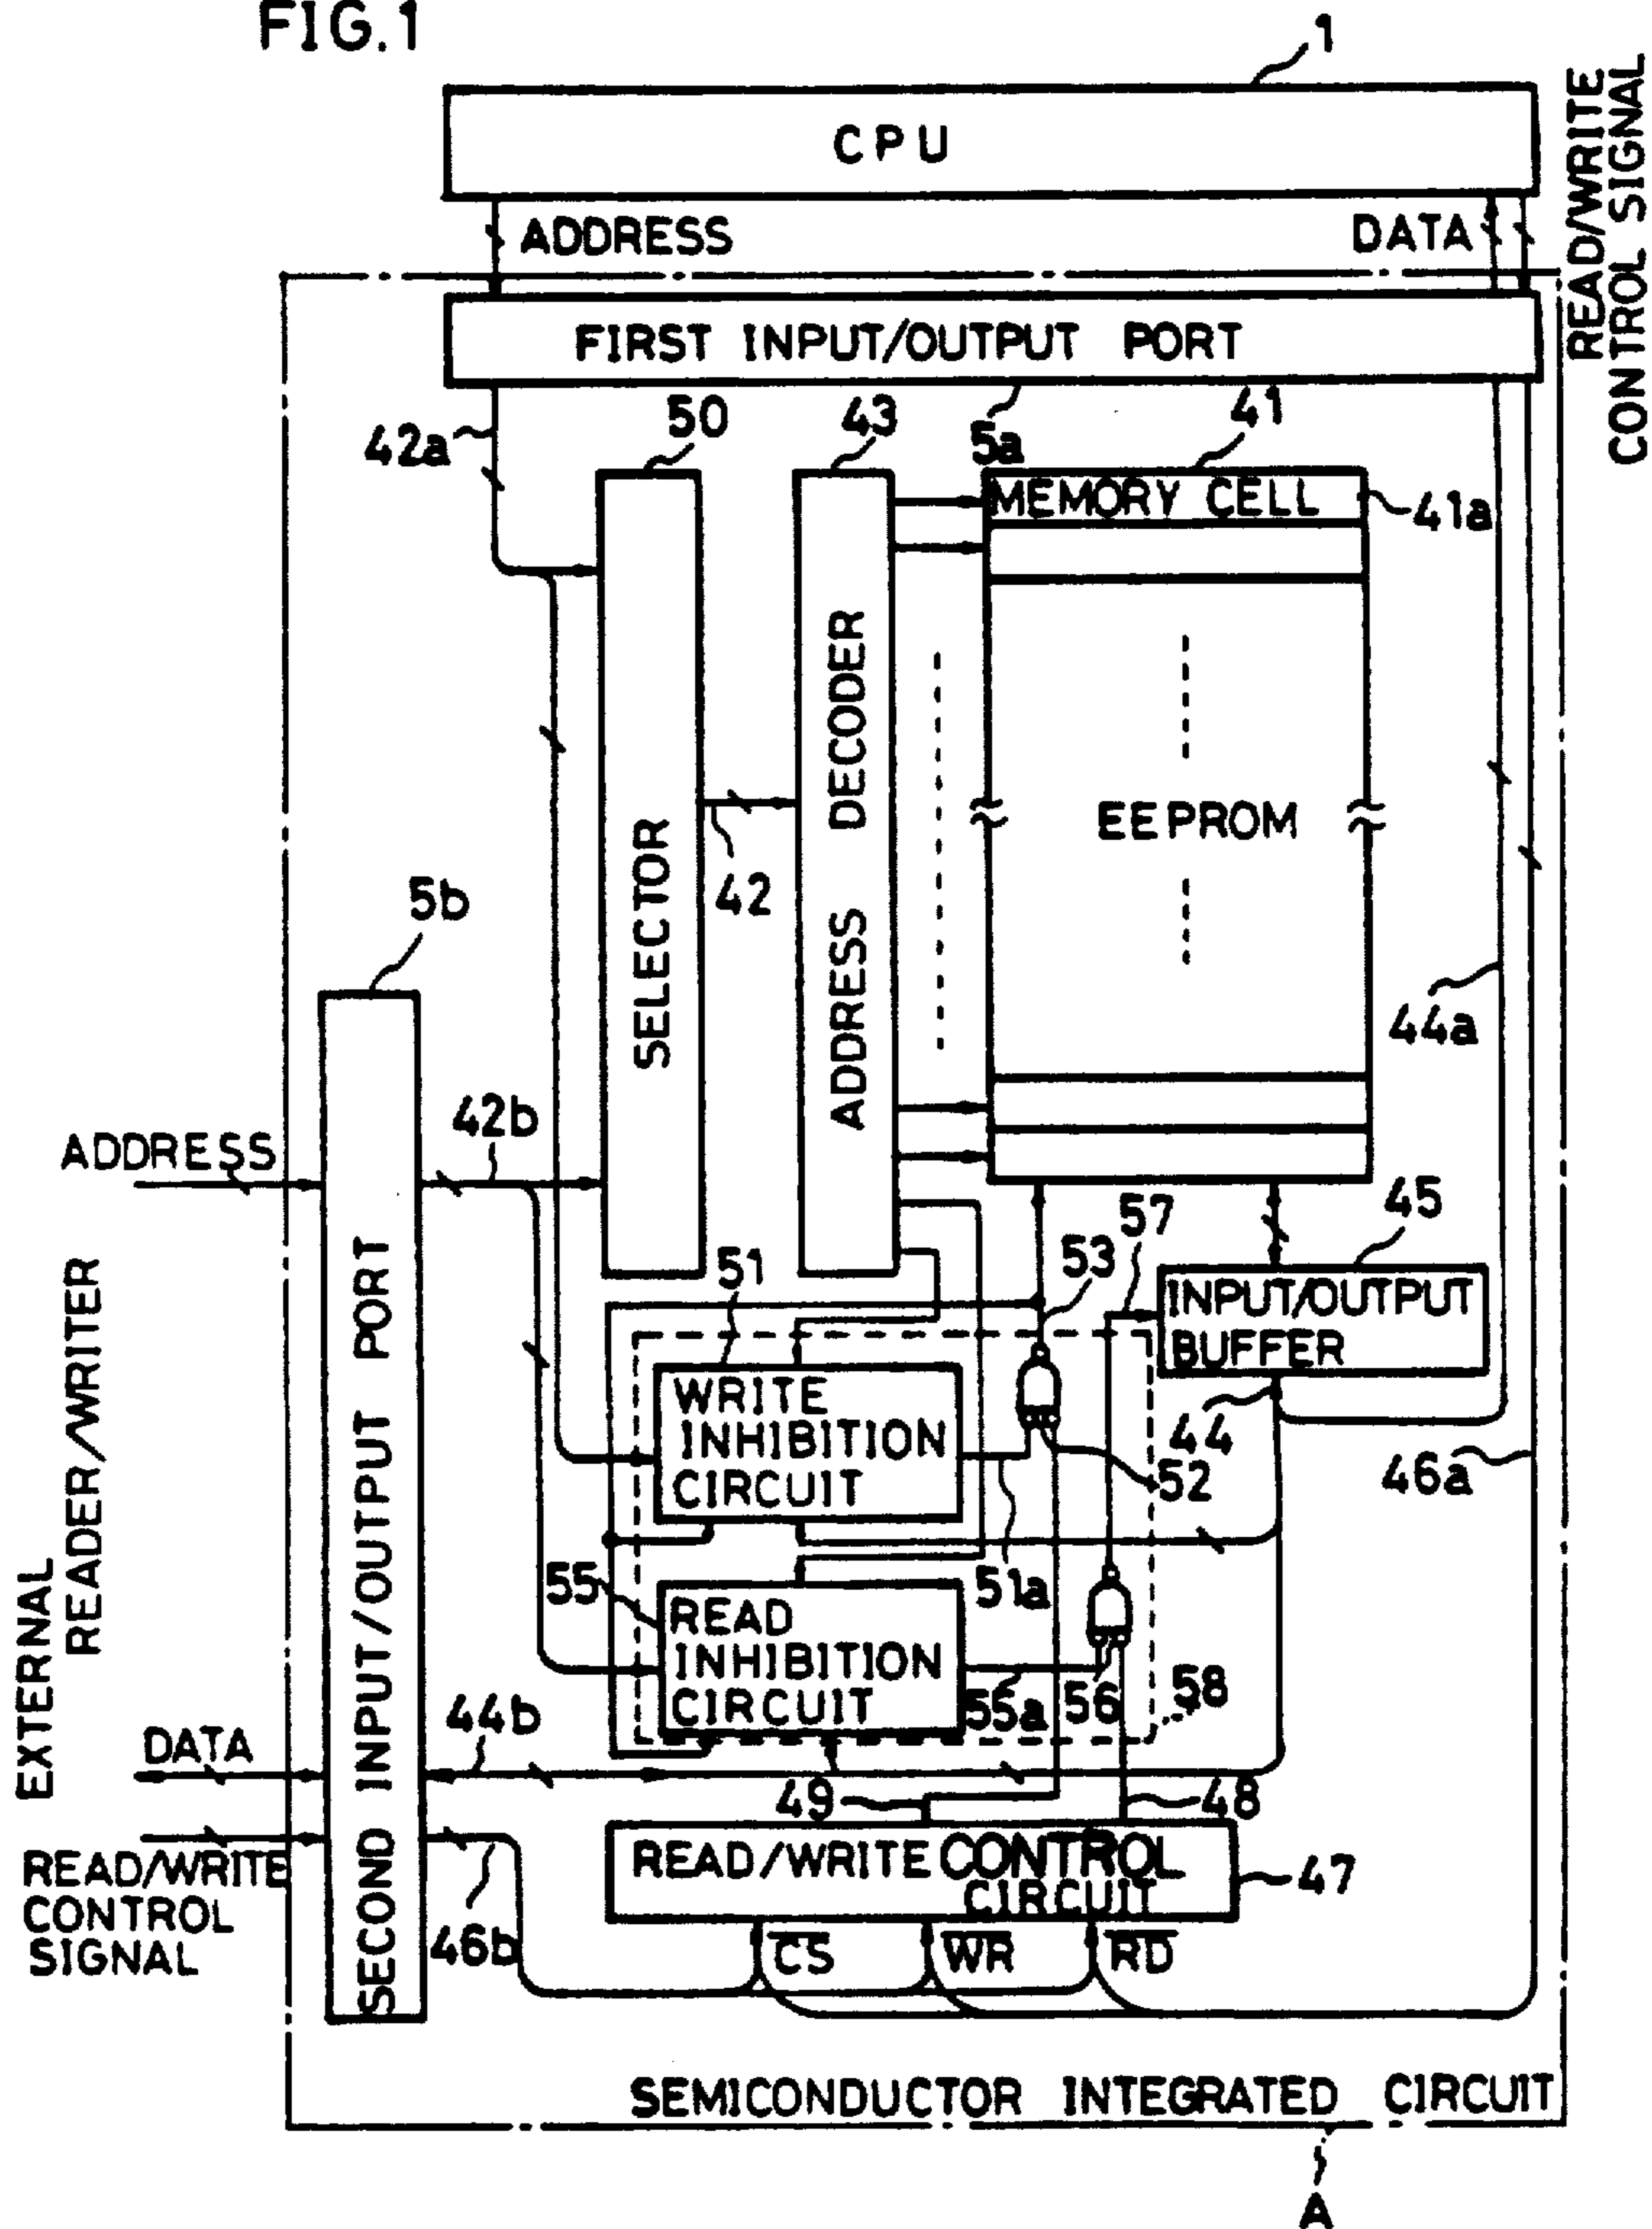 FIG.1
1
CPU
READ/WRITE
CONTROL SIGNAL
ADDRESS
DATA
FIRST INPUT/OUTPUT PORT
42a
50
43
5a
41
MEMORY CELL
41a
SELECTOR
ADDRESS DECODER
EEPROM
42
5b
44a
42b
ADDRESS
EXTERNAL
READER/WRITER
SECOND INPUT/OUTPUT PORT
45
57
53
51
INPUT/OUTPUT
BUFFER
WRITE
INHIBITION
CIRCUIT
44
52
46a
51a
55
READ
INHIBITION
CIRCUIT
55a
56
58
44b
DATA
49
48
READ/WRITE CONTROL
CIRCUIT
47
READ/WRITE
CONTROL
SIGNAL
46b
C̅S̅
W̅R̅
R̅D̅
SEMICONDUCTOR INTEGRATED CIRCUIT
A